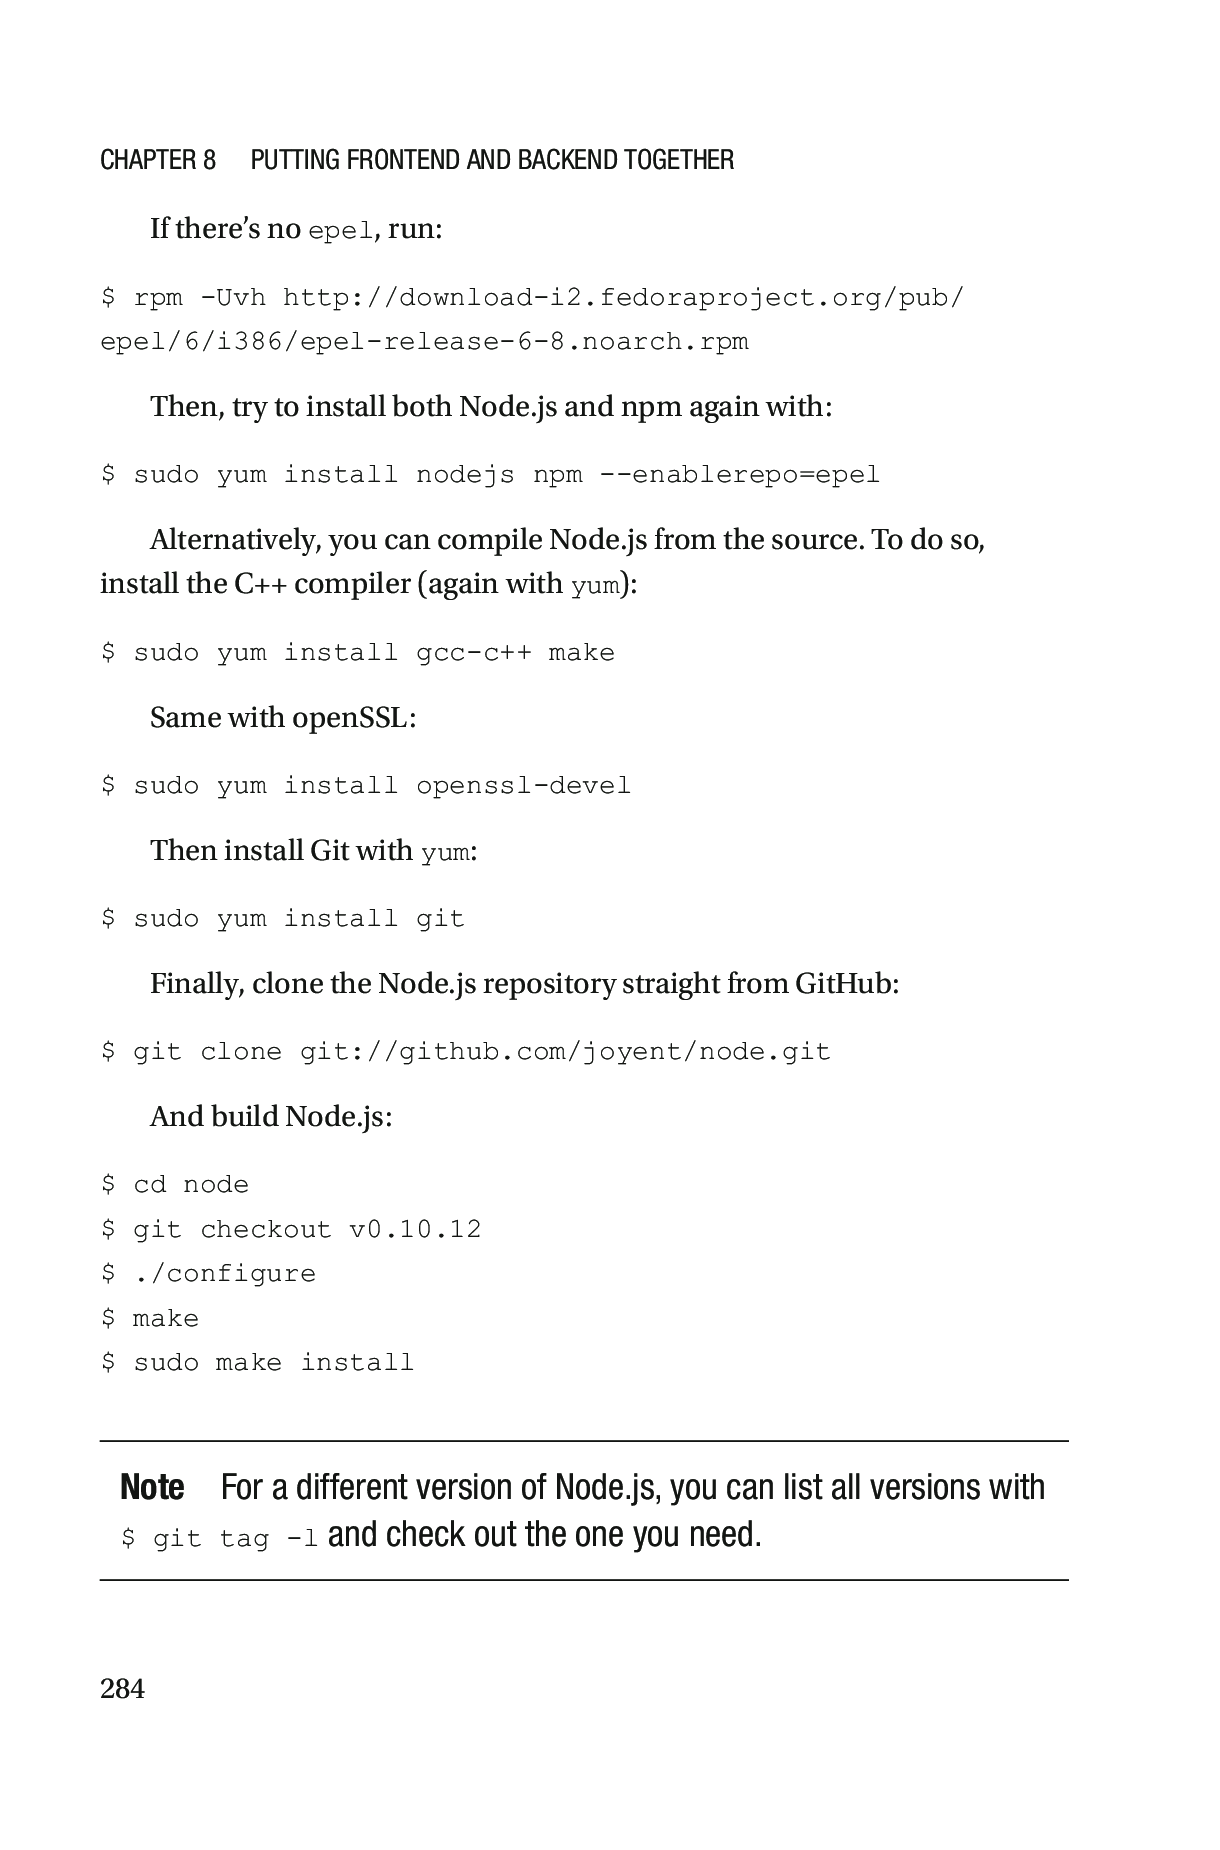 CHAPTER 8 PUTTING FRONTEND AND BACKEND TOGETHER
If there’s no epel, run:
$ rpm -Uvh http://download-i2.fedoraproject.org/pub/
epel/6/i386/epel-release-6-8.noarch.rpm
Then, try to install both Node.js and npm again with:
$ sudo yum install nodejs npm --enablerepo=epel
Alternatively, you can compile Node.js from the source. To do so,
install the C++ compiler (again with yum):
$ sudo yum install gcc-c++ make
Same with openSSL:
$ sudo yum install openssl-devel
Then install Git with yum:
$ sudo yum install git
Finally, clone the Node.js repository straight from GitHub:
$ git clone git://github.com/joyent/node.git
And build Node.js:
$ cd node
$ git checkout v0.10.12
$ ./configure
$ make
$ sudo make install
Note For a different version of Node.js, you can list all versions with
$ git tag -l and check out the one you need.
284